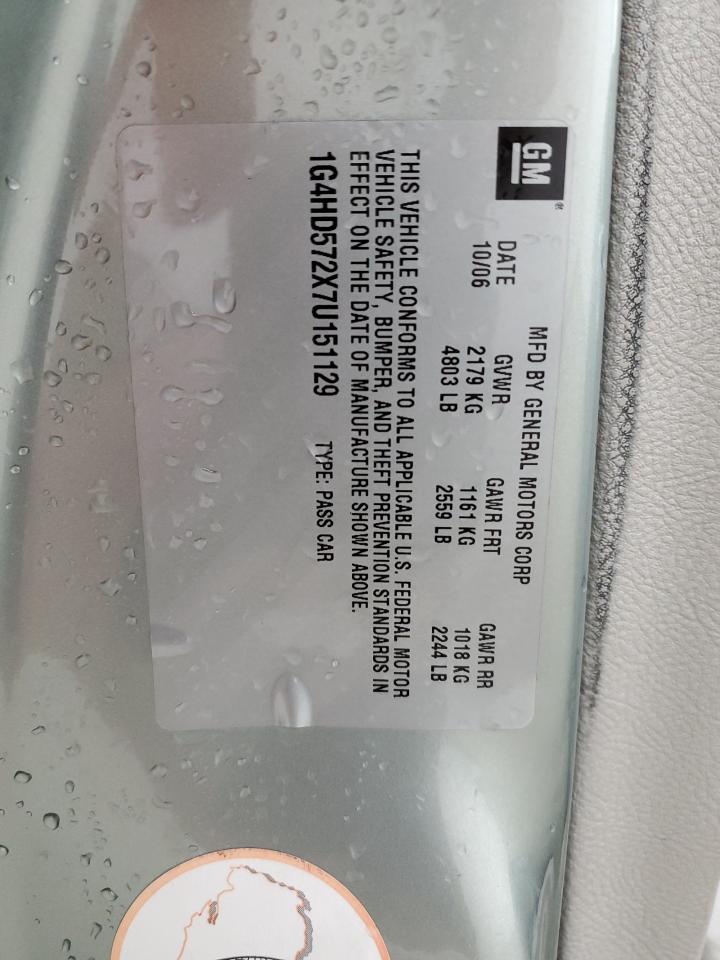 GM
®
MFD BY GENERAL MOTORS CORP
DATE GVWR GAWR FRT GAWR RR
10/06 2179 KG 1161 KG 1018 KG
4803 LB 2559 LB 2244 LB
THIS VEHICLE CONFORMS TO ALL APPLICABLE U.S. FEDERAL MOTOR
VEHICLE SAFETY, BUMPER, AND THEFT PREVENTION STANDARDS IN
EFFECT ON THE DATE OF MANUFACTURE SHOWN ABOVE.
1G4HD572X7U151129 TYPE: PASS CAR